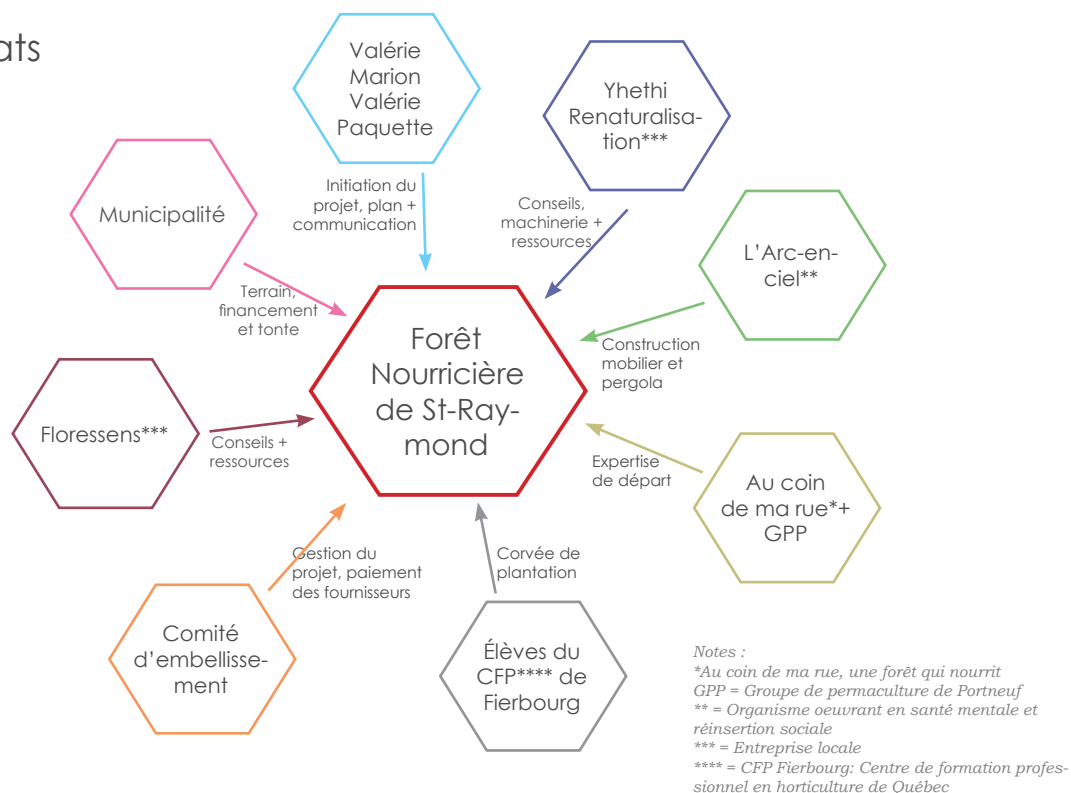 ats
Valérie
Marion
Valérie
Paquette
Initiation du
projet, plan +
communication
Yhethi
Renaturalisa-
tion***
Conseils,
machinerie +
ressources
Municipalité
Terrain,
financement
et tonte
L'Arc-en-
ciel**
Construction
mobilier et
pergola
Forêt
Nourricière
de St-Ray-
mond
Floressens***
Conseils +
ressources
Expertise
de départ
Au coin
de ma rue*+
GPP
Gestion du
projet, paiement
des fournisseurs
Comité
d'embellisse-
ment
Corvée de
plantation
Élèves du
CFP**** de
Fierbourg
Notes :
*Au coin de ma rue, une forêt qui nourrit
GPP = Groupe de permaculture de Portneuf
** = Organisme oeuvrant en santé mentale et
réinsertion sociale
*** = Entreprise locale
**** = CFP Fierbourg: Centre de formation profes-
sionnel en horticulture de Québec